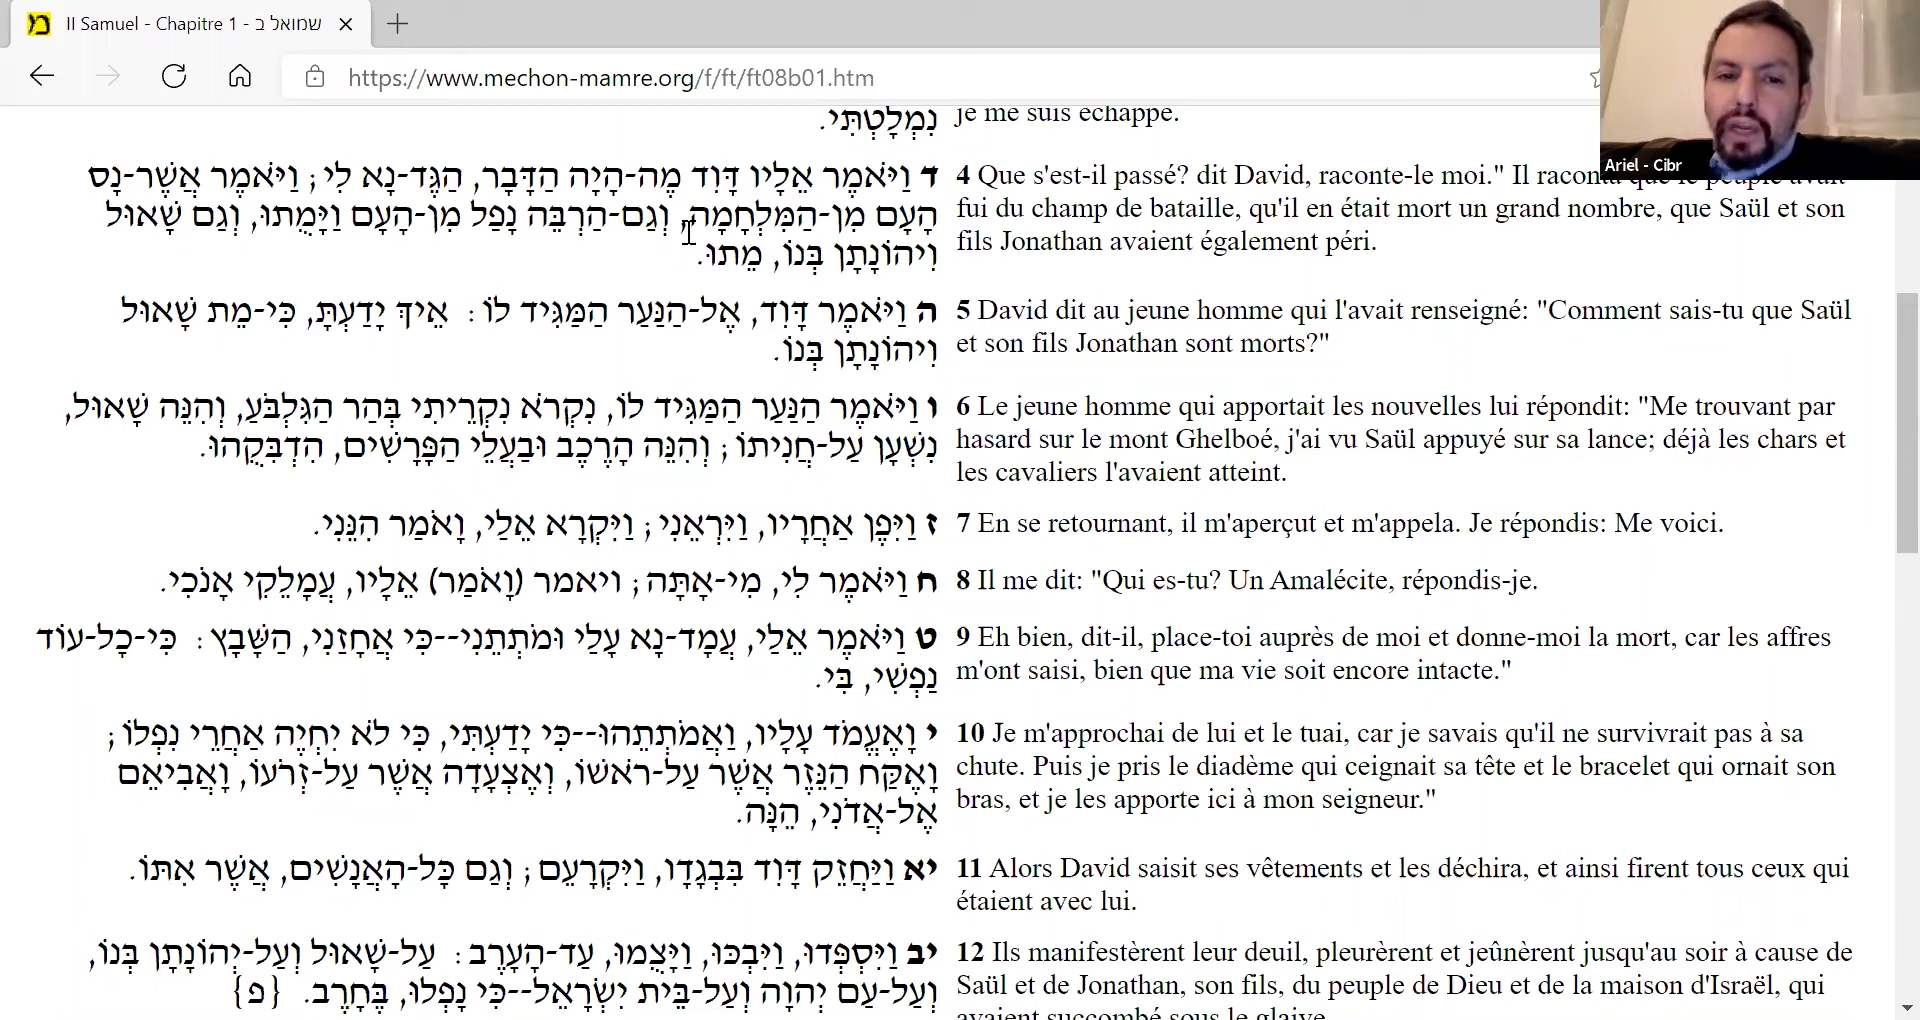 II Samuel - Chapitre 1 - שמואל ב
https://www.mechon-mamre.org/f/ft/ft08b01.htm
Ariel - Cibr
נִמְלָטְתִּי.
je me suis échappé.
ד וַיֹּאמֶר אֵלָיו דָּוִד מֶה-הָיָה הַדָּבָר, הַגֶּד-נָא לִי; וַיֹּאמֶר אֲשֶׁר-נָס
הָעָם מִן-הַמִּלְחָמָה, וְגַם-הַרְבֵּה נָפַל מִן-הָעָם וַיָּמֻתוּ, וְגַם שָׁאוּל
וִיהוֹנָתָן בְּנוֹ, מֵתוּ.
4 Que s'est-il passé? dit David, raconte-le moi." Il raconta que le peuple avait
fui du champ de bataille, qu'il en était mort un grand nombre, que Saül et son
fils Jonathan avaient également péri.
ה וַיֹּאמֶר דָּוִד, אֶל-הַנַּעַר הַמַּגִּיד לוֹ: אֵיךְ יָדַעְתָּ, כִּי-מֵת שָׁאוּל
וִיהוֹנָתָן בְּנוֹ.
5 David dit au jeune homme qui l'avait renseigné: "Comment sais-tu que Saül
et son fils Jonathan sont morts?"
ו וַיֹּאמֶר הַנַּעַר הַמַּגִּיד לוֹ, נִקְרֹא נִקְרֵיתִי בְּהַר הַגִּלְבֹּעַ, וְהִנֵּה שָׁאוּל,
נִשְׁעָן עַל-חֲנִיתוֹ; וְהִנֵּה הָרֶכֶב וּבַעֲלֵי הַפָּרָשִׁים, הִדְבִּקֻהוּ.
6 Le jeune homme qui apportait les nouvelles lui répondit: "Me trouvant par
hasard sur le mont Ghelboé, j'ai vu Saül appuyé sur sa lance; déjà les chars et
les cavaliers l'avaient atteint.
ז וַיִּפֶן אַחֲרָיו, וַיִּרְאֵנִי; וַיִּקְרָא אֵלַי, וָאֹמַר הִנֵּנִי.
7 En se retournant, il m'aperçut et m'appela. Je répondis: Me voici.
ח וַיֹּאמֶר לִי, מִי-אָתָּה; ויאמר (וָאֹמַר) אֵלָיו, עֲמָלֵקִי אָנֹכִי.
8 Il me dit: "Qui es-tu? Un Amalécite, répondis-je.
ט וַיֹּאמֶר אֵלַי, עֲמָד-נָא עָלַי וּמֹתְתֵנִי--כִּי אֲחָזַנִי, הַשָּׁבָץ: כִּי-כָל-עוֹד
נַפְשִׁי, בִּי.
9 Eh bien, dit-il, place-toi auprès de moi et donne-moi la mort, car les affres
m'ont saisi, bien que ma vie soit encore intacte."
י וָאֶעֱמֹד עָלָיו, וַאֲמֹתְתֵהוּ--כִּי יָדַעְתִּי, כִּי לֹא יִחְיֶה אַחֲרֵי נִפְלוֹ;
וָאֶקַּח הַנֵּזֶר אֲשֶׁר עַל-רֹאשׁוֹ, וְאֶצְעָדָה אֲשֶׁר עַל-זְרֹעוֹ, וָאֲבִיאֵם
אֶל-אֲדֹנִי, הֵנָּה.
10 Je m'approchai de lui et le tuai, car je savais qu'il ne survivrait pas à sa
chute. Puis je pris le diadème qui ceignait sa tête et le bracelet qui ornait son
bras, et je les apporte ici à mon seigneur."
יא וַיַּחֲזֵק דָּוִד בִּבְגָדָו, וַיִּקְרָעֵם; וְגַם כָּל-הָאֲנָשִׁים, אֲשֶׁר אִתּוֹ.
11 Alors David saisit ses vêtements et les déchira, et ainsi firent tous ceux qui
étaient avec lui.
יב וַיִּסְפְּדוּ, וַיִּבְכּוּ, וַיָּצֻמוּ, עַד-הָעָרֶב: עַל-שָׁאוּל וְעַל-יְהוֹנָתָן בְּנוֹ,
וְעַל-עַם יְהוָה וְעַל-בֵּית יִשְׂרָאֵל--כִּי נָפְלוּ, בֶּחָרֶב. {פ}
12 Ils manifestèrent leur deuil, pleurèrent et jeûnèrent jusqu'au soir à cause de
Saül et de Jonathan, son fils, du peuple de Dieu et de la maison d'Israël, qui
avaient succombé sous le glaive.